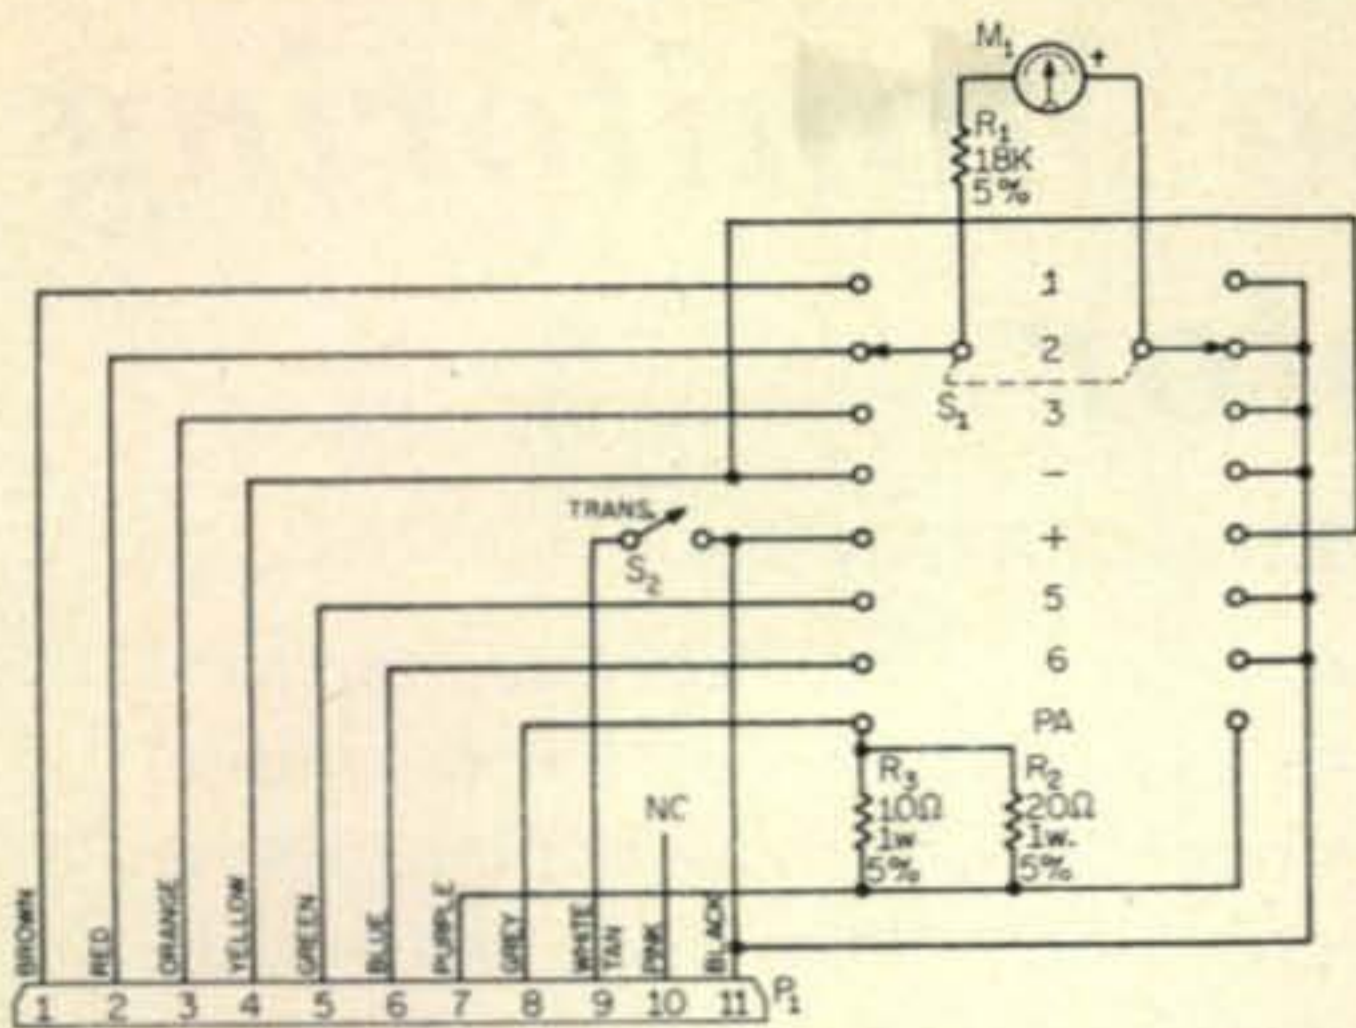 M1 +
R1
18K
5%
1
2
S1 3
-
TRANS.
S2
+
5
6
PA
R3
10Ω
1w
5%
R2
20Ω
1w.
5%
NC
BROWN
RED
ORANGE
YELLOW
GREEN
BLUE
PURPLE
GREY
WHITE
TAN
PINK
BLACK
1 2 3 4 5 6 7 8 9 10 11 P1